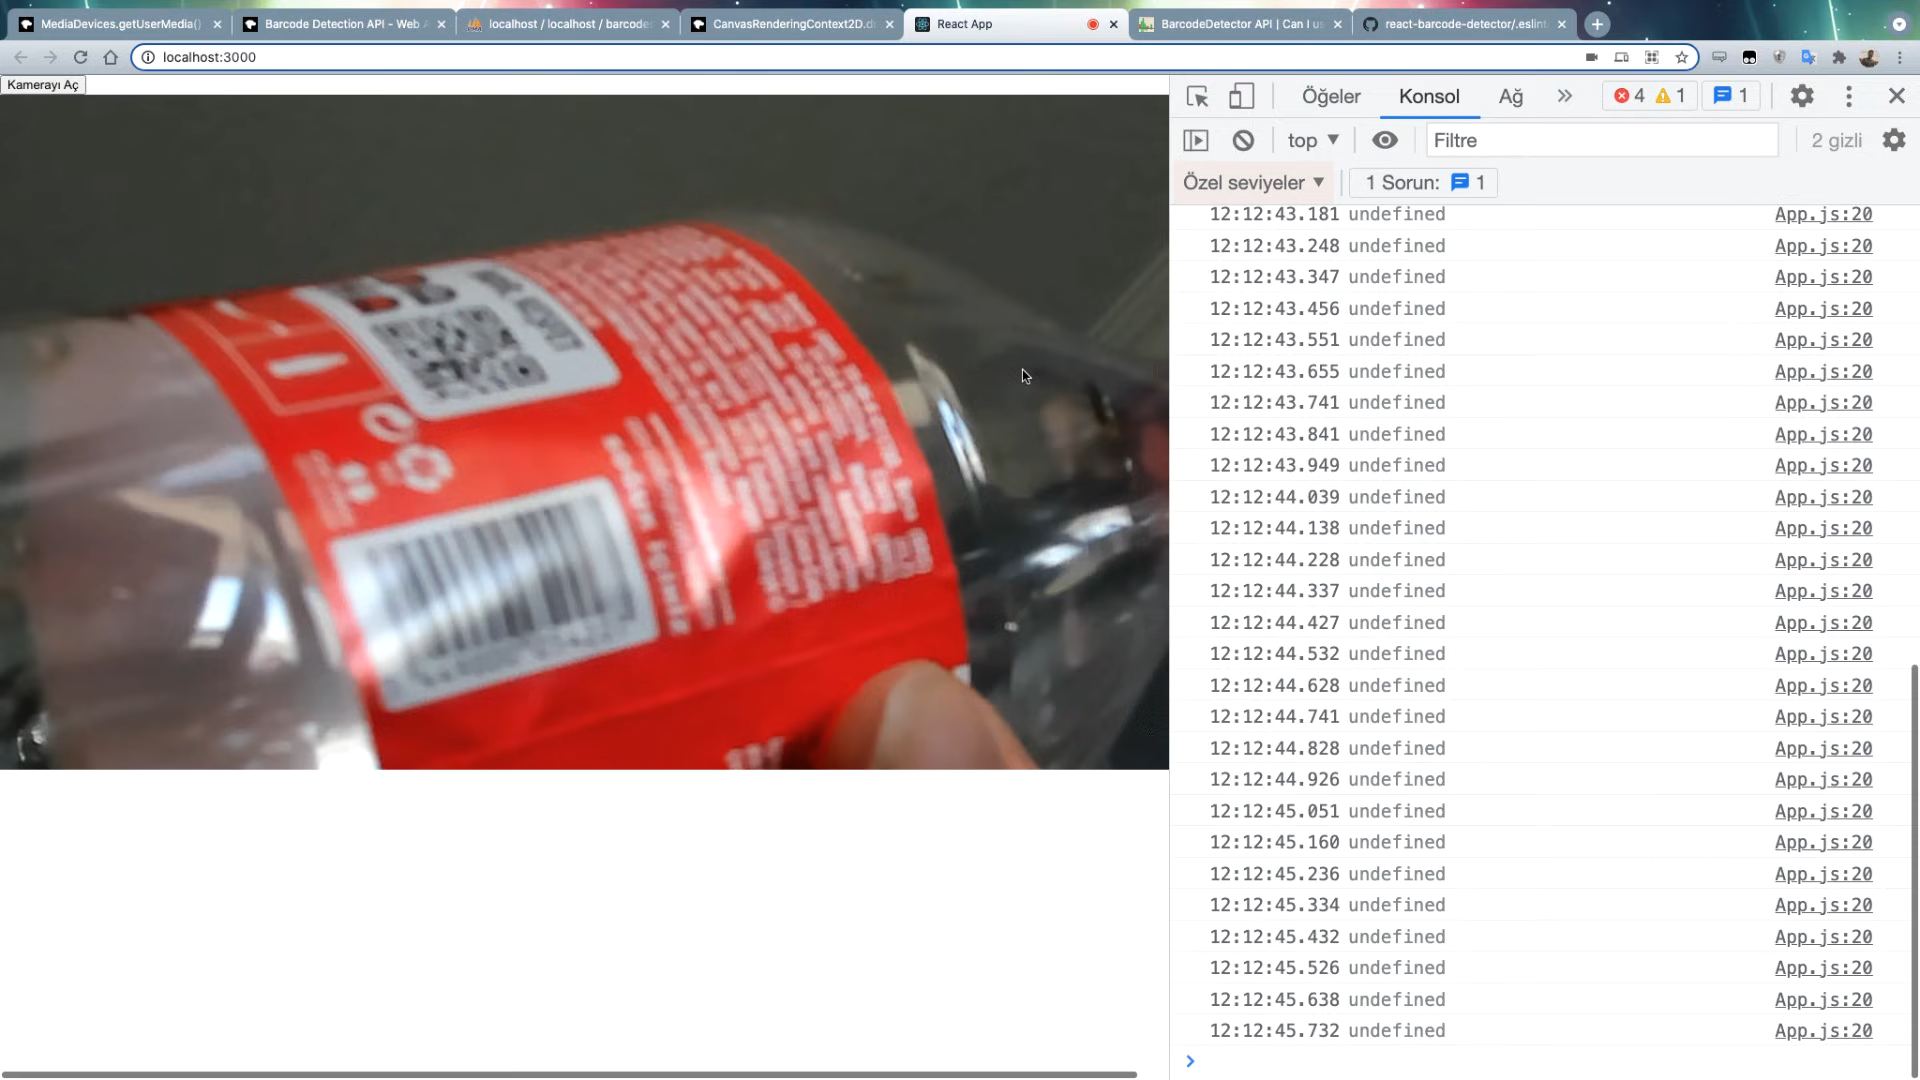 MediaDevices.getUserMedia()
Barcode Detection API - Web A
localhost / localhost / barcodes
CanvasRenderingContext2D.dr
React App
BarcodeDetector API | Can I us
react-barcode-detector/.eslint
localhost:3000
Kamerayı Aç
Öğeler
Konsol
Ağ
4
1
1
top
Filtre
2 gizli
Özel seviyeler
1 Sorun:
1
12:12:43.181 undefined App.js:20
12:12:43.248 undefined App.js:20
12:12:43.347 undefined App.js:20
12:12:43.456 undefined App.js:20
12:12:43.551 undefined App.js:20
12:12:43.655 undefined App.js:20
12:12:43.741 undefined App.js:20
12:12:43.841 undefined App.js:20
12:12:43.949 undefined App.js:20
12:12:44.039 undefined App.js:20
12:12:44.138 undefined App.js:20
12:12:44.228 undefined App.js:20
12:12:44.337 undefined App.js:20
12:12:44.427 undefined App.js:20
12:12:44.532 undefined App.js:20
12:12:44.628 undefined App.js:20
12:12:44.741 undefined App.js:20
12:12:44.828 undefined App.js:20
12:12:44.926 undefined App.js:20
12:12:45.051 undefined App.js:20
12:12:45.160 undefined App.js:20
12:12:45.236 undefined App.js:20
12:12:45.334 undefined App.js:20
12:12:45.432 undefined App.js:20
12:12:45.526 undefined App.js:20
12:12:45.638 undefined App.js:20
12:12:45.732 undefined App.js:20